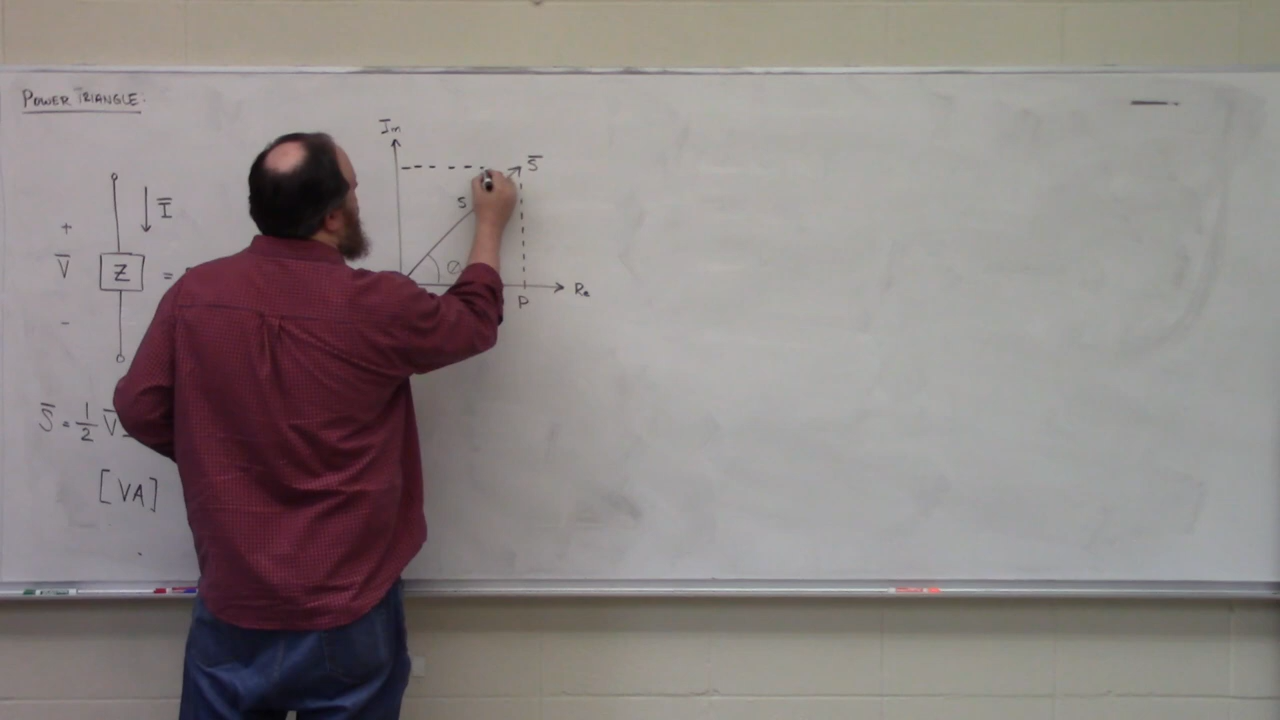 POWER TRIANGLE:
Im
S̅
I̅
S
+
V̅
Z
=
Ø
-
P
Re
S̅ = 1/2 V̅
[VA]